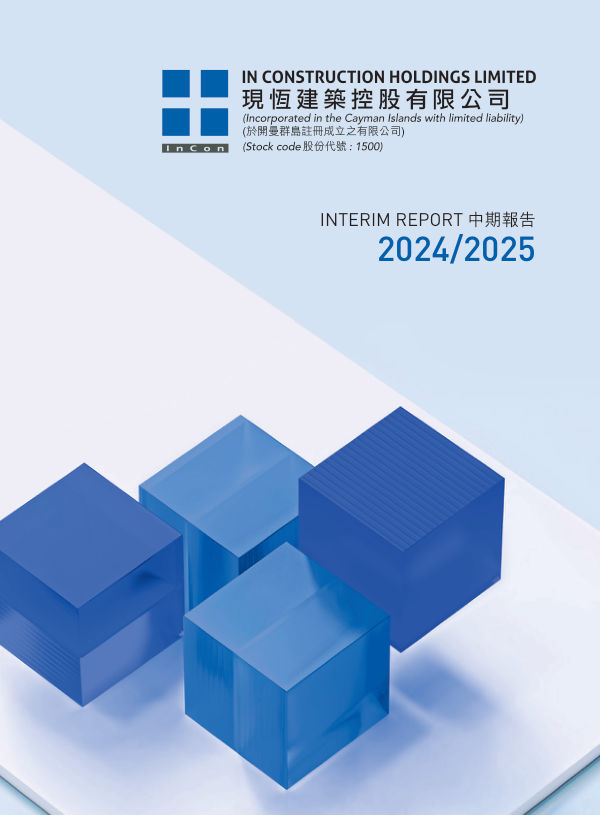 IN CONSTRUCTION HOLDINGS LIMITED
現恆建築控股有限公司
(Incorporated in the Cayman Islands with limited liability)
(於開曼群島註冊成立之有限公司)
(Stock code 股份代號 : 1500)
InCon
INTERIM REPORT 中期報告
2024/2025